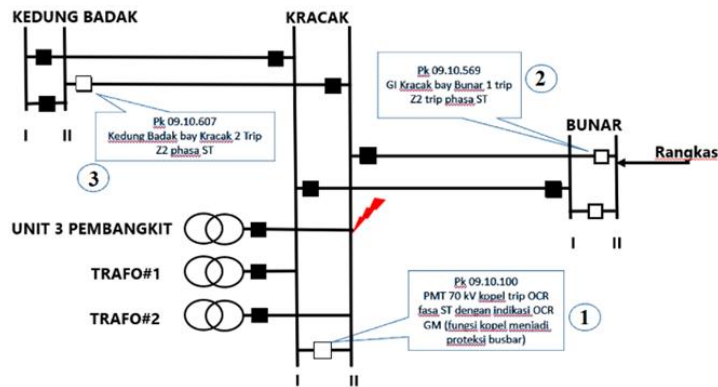 KEDUNG BADAK
KRACAK
Pk 09.10.569
GI Kracak bay Bunar 1 trip
Z2 trip phasa ST
2
Pk 09.10.607
Kedung Badak bay Kracak 2 Trip
Z2 phasa ST
3
I
II
BUNAR
Rangkas
I
II
UNIT 3 PEMBANGKIT
TRAFO#1
TRAFO#2
Pk 09.10.100
PMT 70 kV kopel trip OCR
fasa ST dengan indikasi OCR
GM (fungsi kopel menjadi
proteksi busbar)
1
I
II